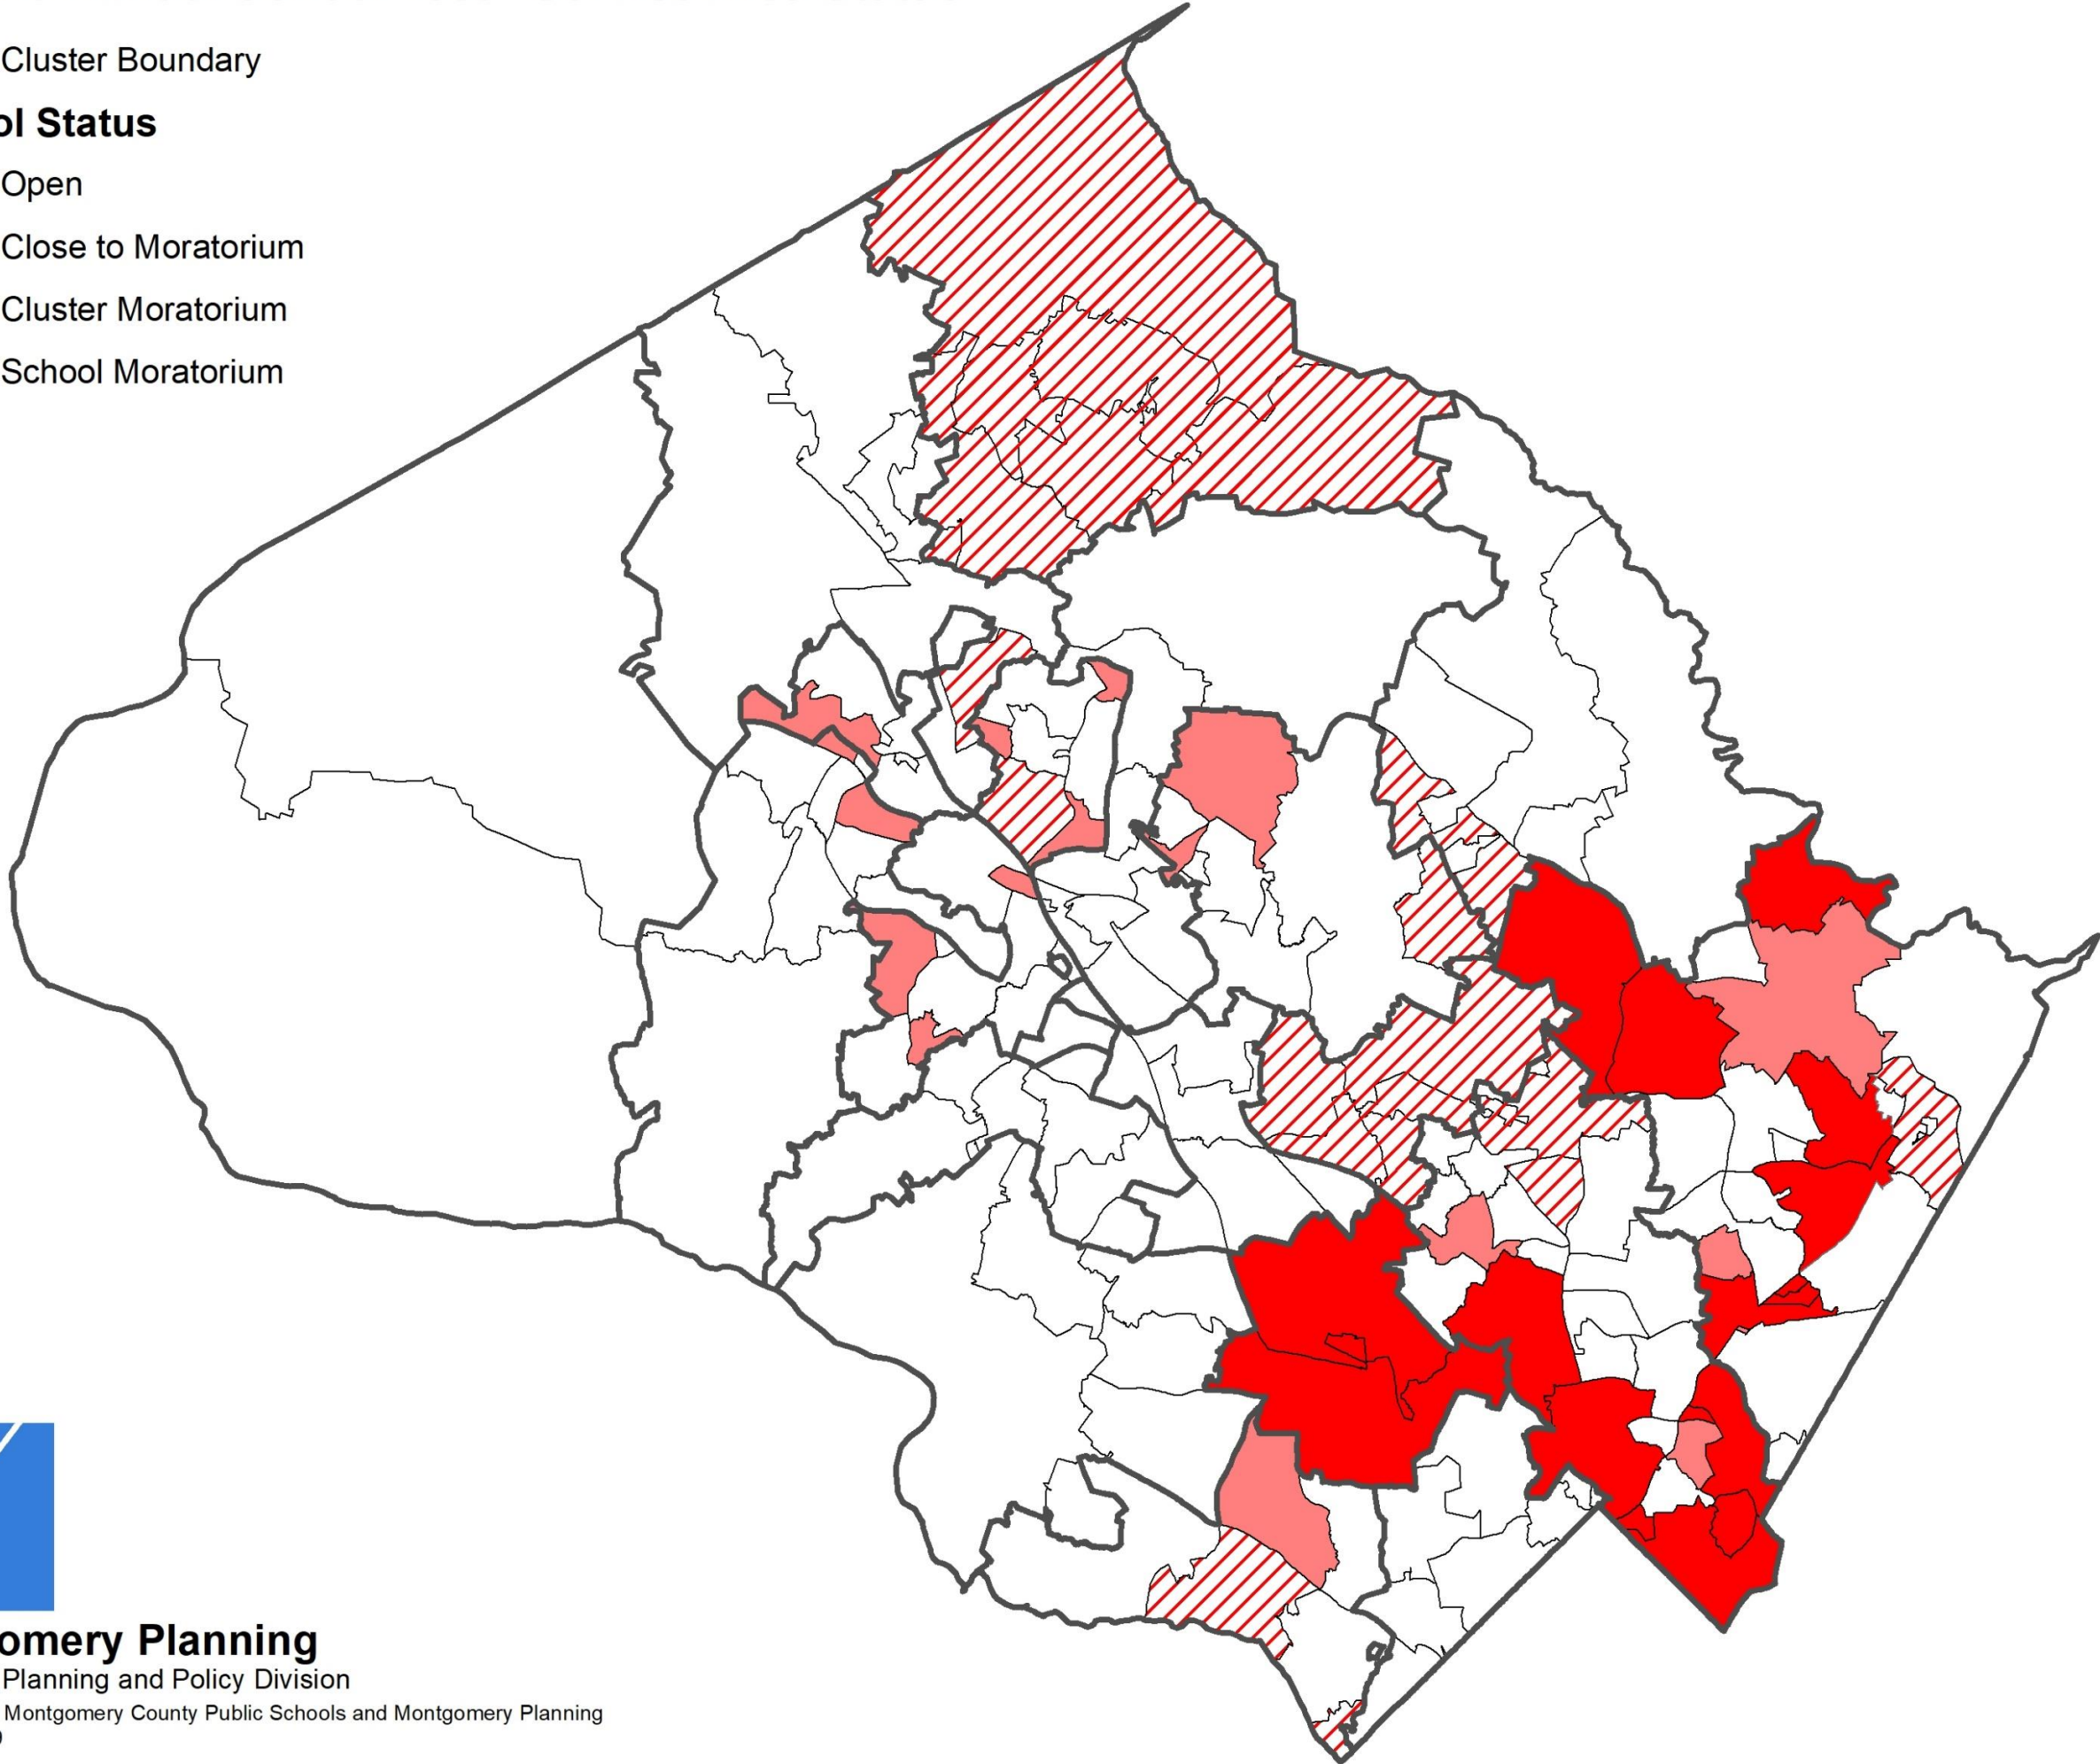 Cluster Boundary
ol Status
Open
Close to Moratorium
Cluster Moratorium
School Moratorium
omery Planning
Planning and Policy Division
Montgomery County Public Schools and Montgomery Planning